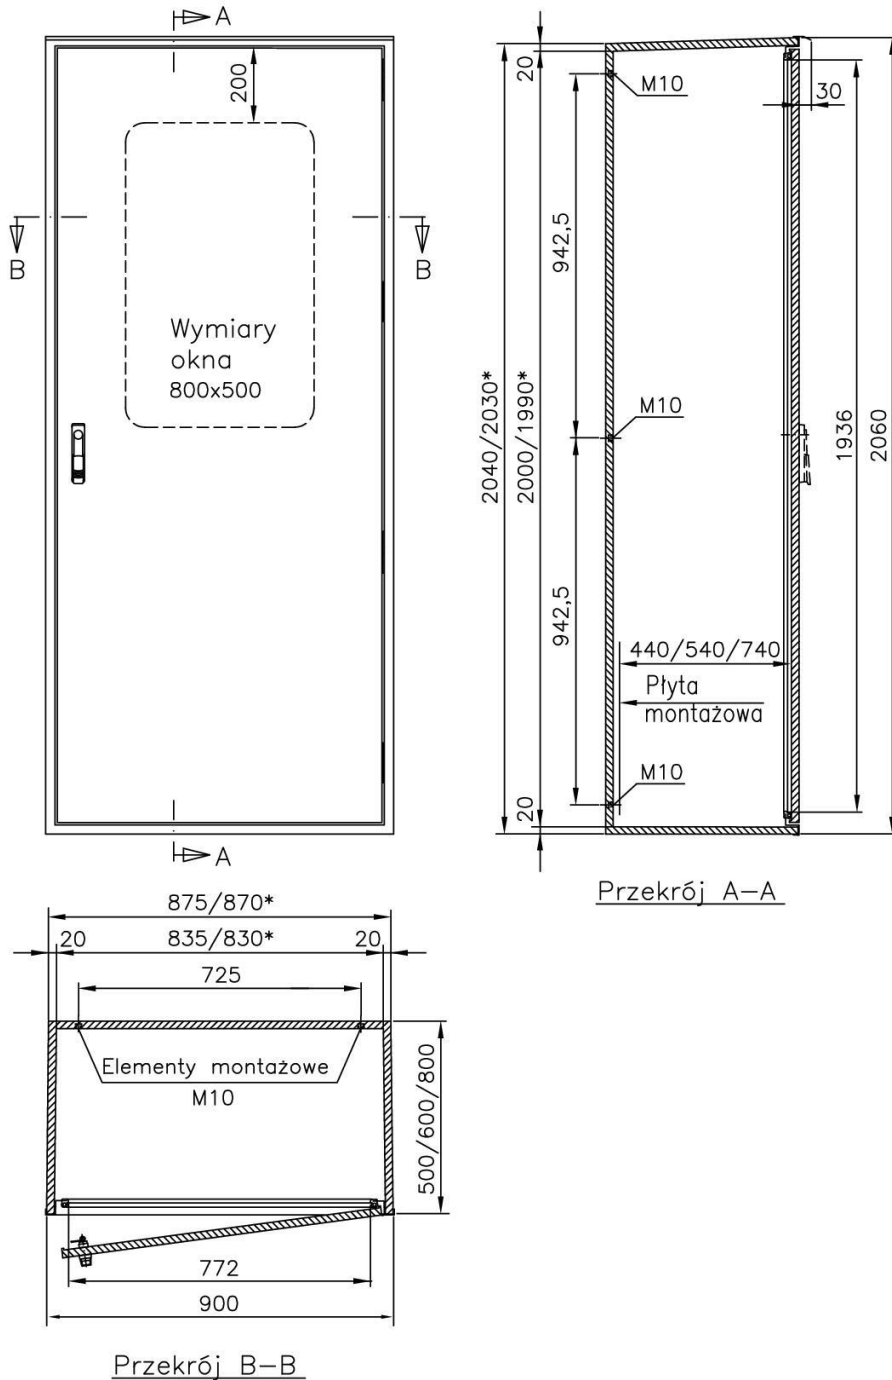 A
200
B
B
Wymiary
okna
800x500
A
20
M10
30
942,5
2040/2030*
2000/1990*
M10
1936
2060
942,5
440/540/740
Płyta
montażowa
M10
20
Przekrój A–A
875/870*
20
835/830*
20
725
Elementy montażowe
M10
500/600/800
772
900
Przekrój B–B